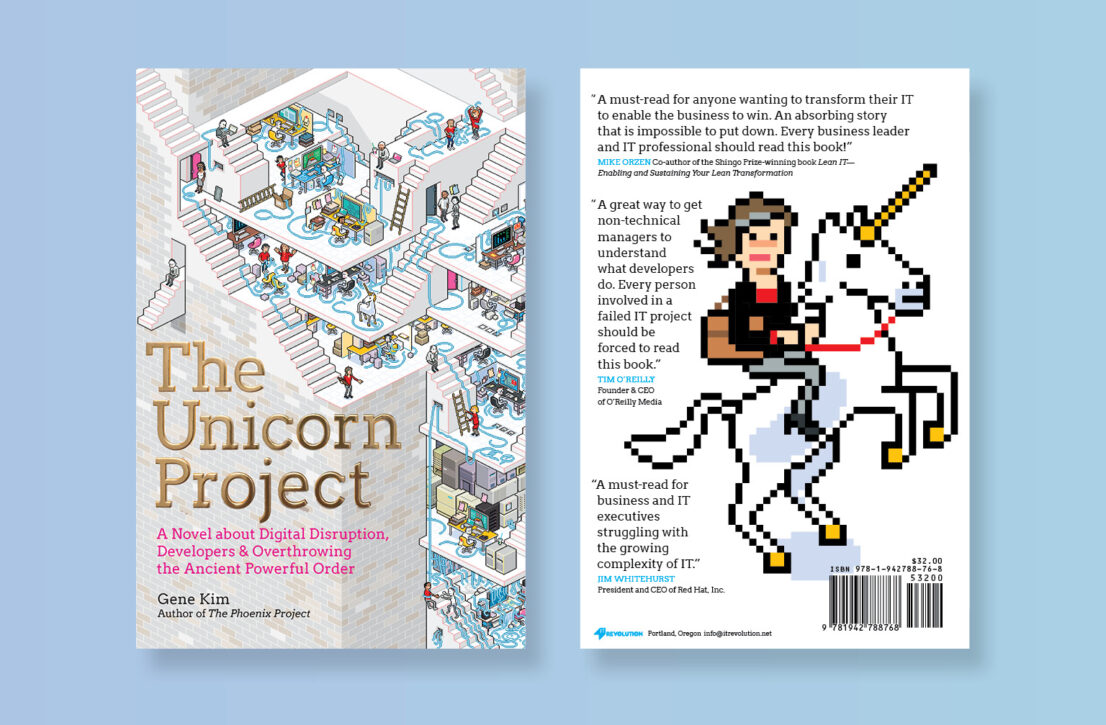 The
Unicorn
Project
A Novel about Digital Disruption,
Developers & Overthrowing
the Ancient Powerful Order
Gene Kim
Author of The Phoenix Project
“A must-read for anyone wanting to transform their IT
to enable the business to win. An absorbing story
that is impossible to put down. Every business leader
and IT professional should read this book!”
MIKE ORZEN Co-author of the Shingo Prize-winning book Lean IT—
Enabling and Sustaining Your Lean Transformation
“A great way to get
non-technical
managers to
understand
what developers
do. Every person
involved in a
failed IT project
should be
forced to read
this book.”
TIM O’REILLY
Founder & CEO
of O’Reilly Media
“A must-read for
business and IT
executives
struggling with
the growing
complexity of IT.”
JIM WHITEHURST
President and CEO of Red Hat, Inc.
$32.00
ISBN 978-1-942788-76-8
53200
9 781942 788768
IT REVOLUTION Portland, Oregon info@itrevolution.net